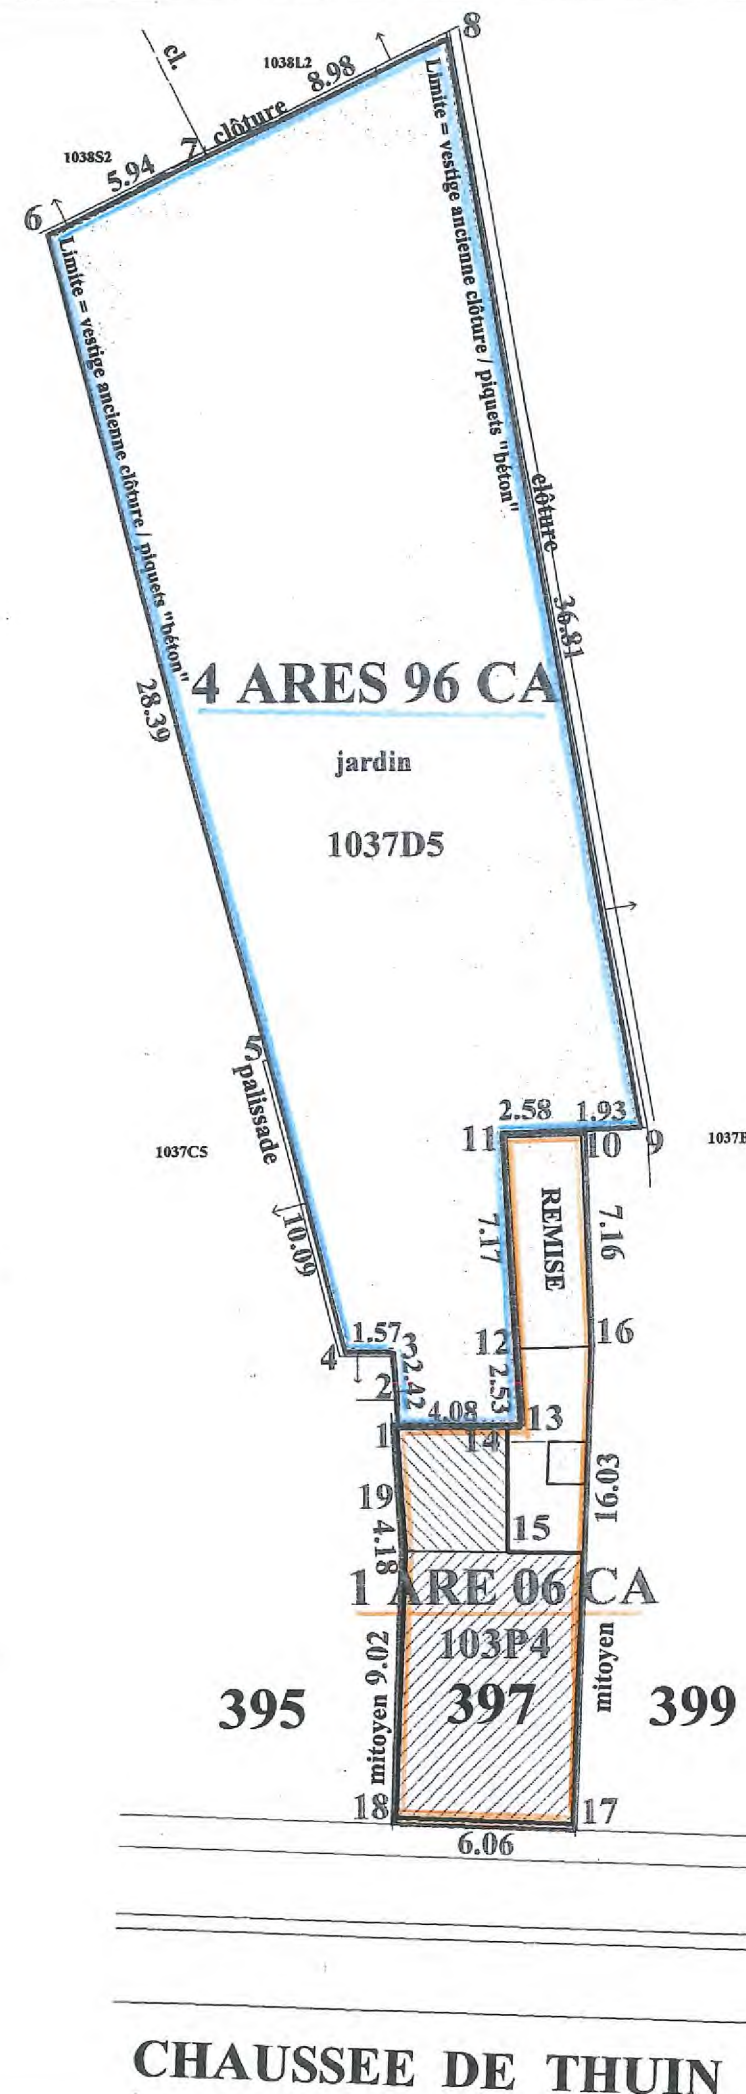 8
cl.
1038L2
8.98
clôture
7
1038S2
5.94
6
Limite = vestige ancienne clôture / piquets "béton"
Limite = vestige ancienne clôture / piquets "béton"
clôture
36.81
28.39
4 ARES 96 CA
jardin
1037D5
5
palissade
10.09
1037C5
2.58
1.93
11
10
9
7.17
REMISE
7.16
12
16
1.57
3
4
2
2.42
2.53
4.08
1
14
13
19
4.18
15
16.03
1 ARE 06 CA
103P4
mitoyen 9.02
mitoyen
395
397
399
18
17
6.06
CHAUSSEE DE THUIN